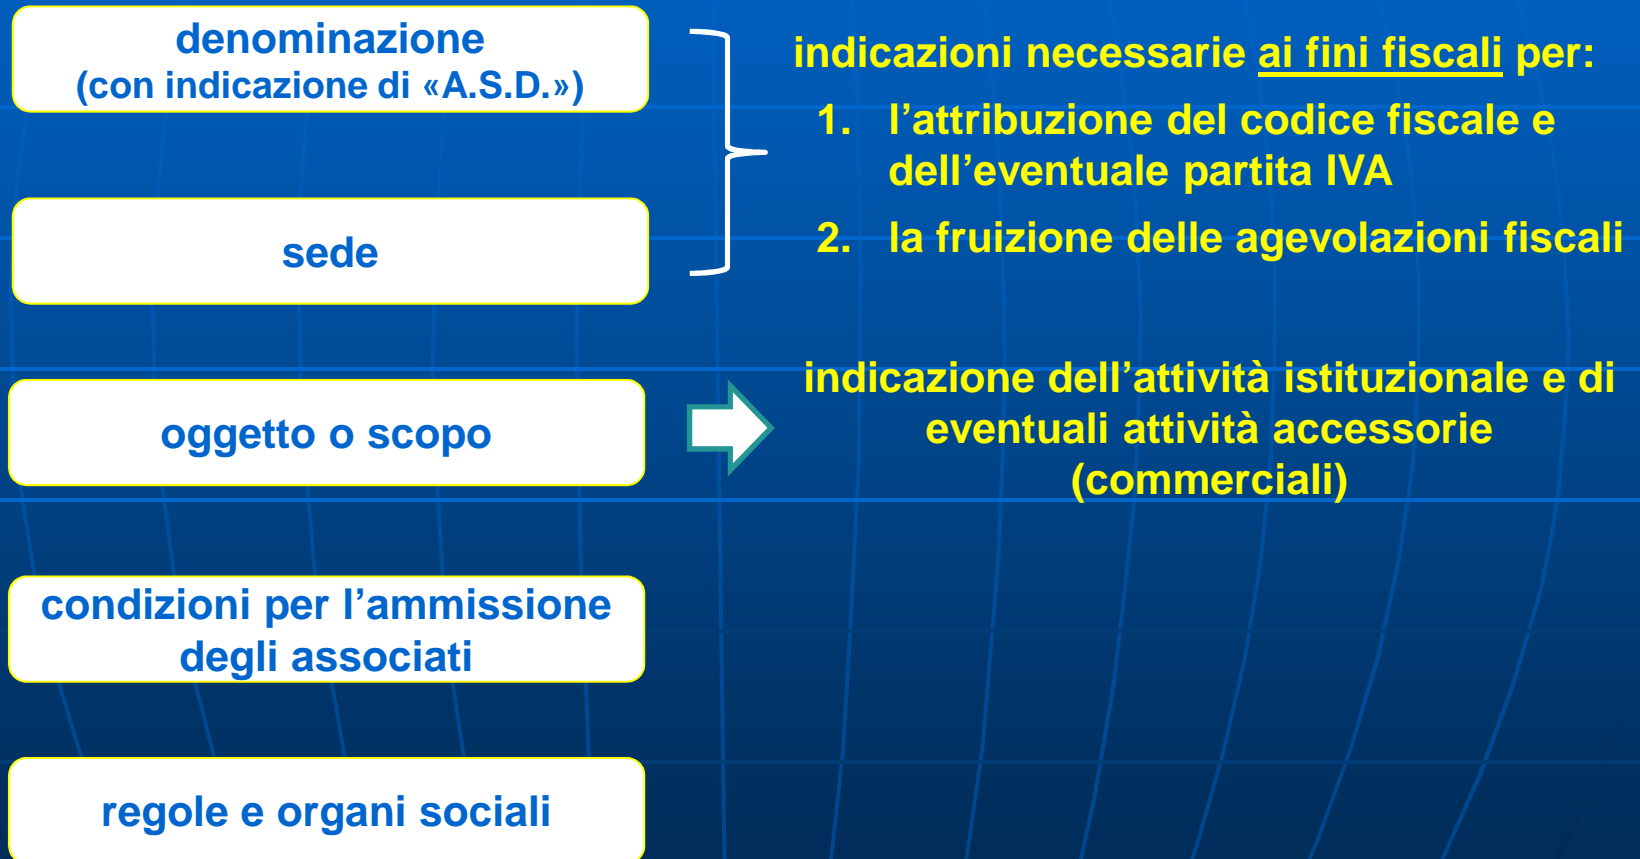 denominazione
(con indicazione di «A.S.D.»)
sede
indicazioni necessarie ai fini fiscali per:
1. l’attribuzione del codice fiscale e
dell’eventuale partita IVA
2. la fruizione delle agevolazioni fiscali
oggetto o scopo
indicazione dell’attività istituzionale e di
eventuali attività accessorie
(commerciali)
condizioni per l’ammissione
degli associati
regole e organi sociali